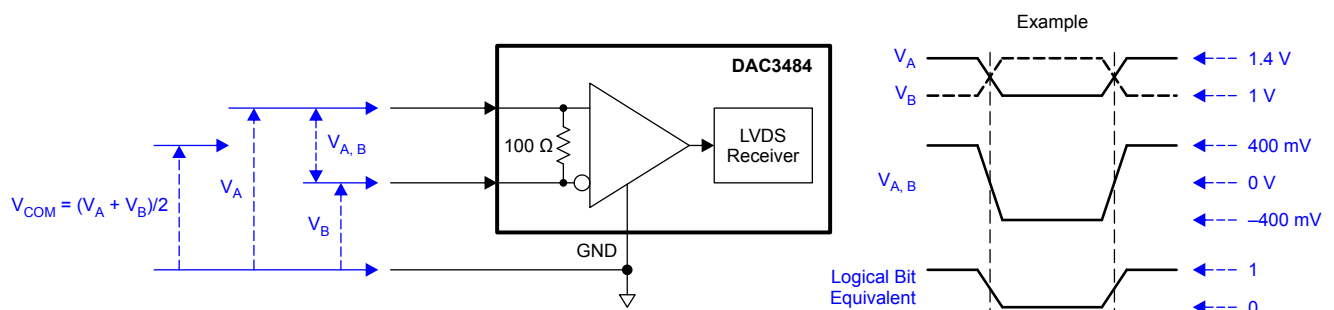 Example
DAC3484
V_A
1.4 V
V_B
1 V
LVDS
Receiver
100 Ω
V_A, B
400 mV
V_A, B
0 V
V_COM = (V_A + V_B)/2
V_A
V_B
–400 mV
GND
Logical Bit
Equivalent
1
0